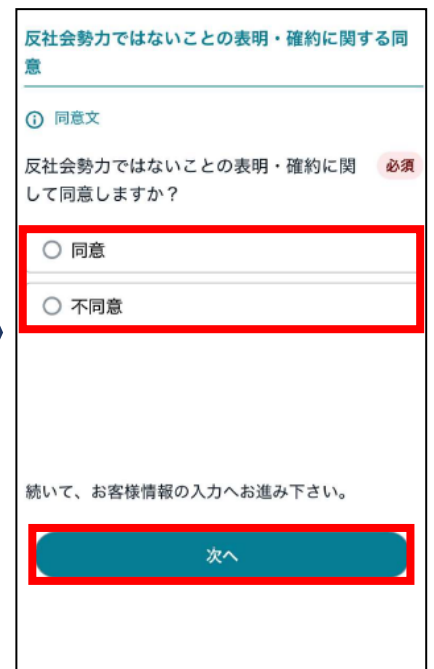 反社会勢力ではないことの表明・確約に関する同
意
同意文
反社会勢力ではないことの表明・確約に関
して同意しますか？
必須
同意
不同意
続いて、お客様情報の入力へお進み下さい。
次へ